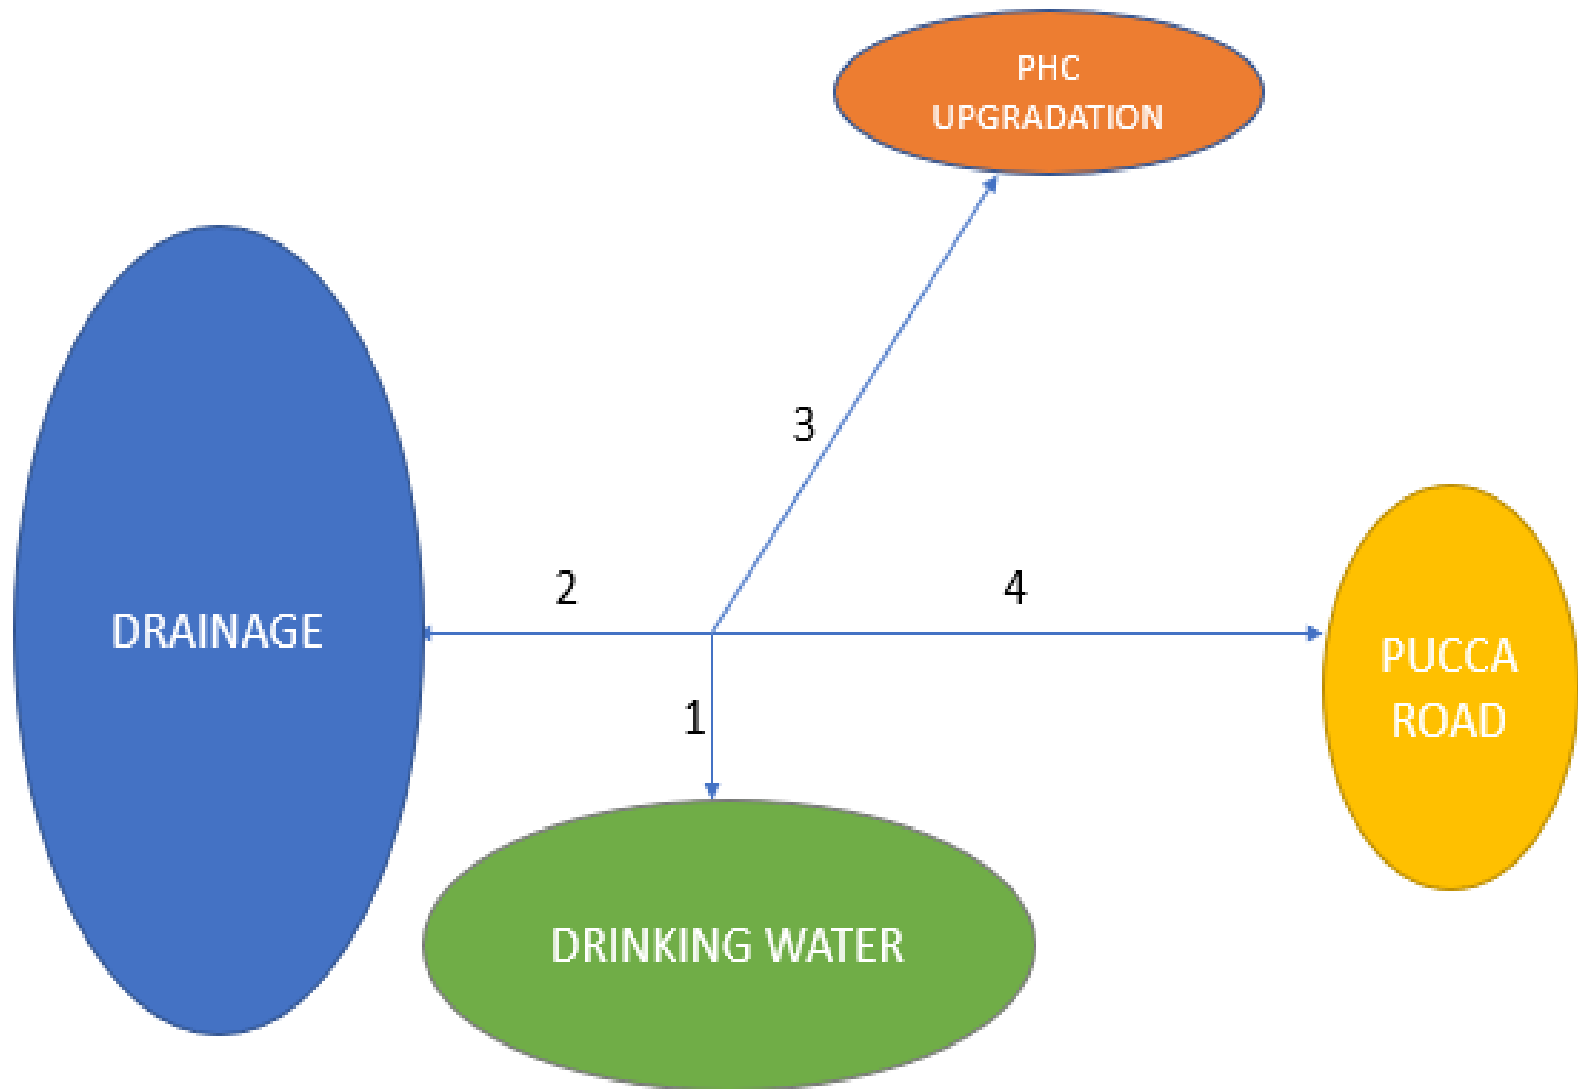 PHC
UPGRADATION
3
2
4
DRAINAGE
PUCCA
ROAD
1
DRINKING WATER